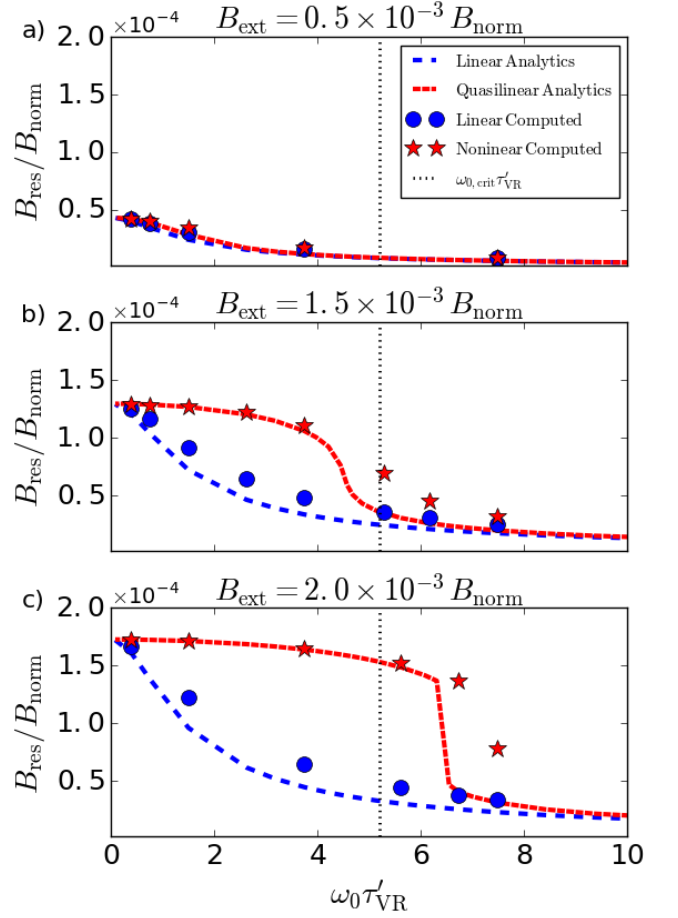 a) B_ext = 0.5 × 10⁻³ B_norm
×10⁻⁴
2.0
1.5
1.0
0.5
B_res/B_norm
Linear Analytics
Quasilinear Analytics
Linear Computed
Noninear Computed
ω_0,crit τ′_VR
b) B_ext = 1.5 × 10⁻³ B_norm
×10⁻⁴
2.0
1.5
1.0
0.5
B_res/B_norm
c) B_ext = 2.0 × 10⁻³ B_norm
×10⁻⁴
2.0
1.5
1.0
0.5
B_res/B_norm
0 2 4 6 8 10
ω₀τ′_VR